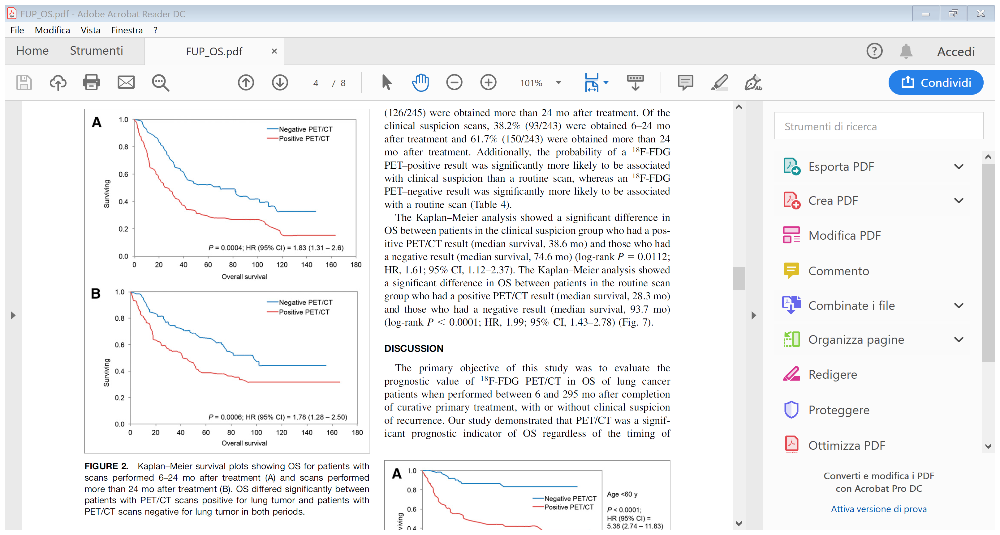 FUP_OS.pdf - Adobe Acrobat Reader DC
File Modifica Vista Finestra ?
Home Strumenti FUP_OS.pdf × Accedi
4 / 8 101% Condividi
A
1.0
0.8
0.6
0.4
0.2
0.0
Surviving
Negative PET/CT
Positive PET/CT
P = 0.0004; HR (95% CI) = 1.83 (1.31 – 2.6)
0 20 40 60 80 100 120 140 160 180
Overall survival
B
1.0
0.8
0.6
0.4
0.2
0.0
Surviving
Negative PET/CT
Positive PET/CT
P = 0.0006; HR (95% CI) = 1.78 (1.28 – 2.50)
0 20 40 60 80 100 120 140 160 180
Overall survival
FIGURE 2. Kaplan–Meier survival plots showing OS for patients with
scans performed 6–24 mo after treatment (A) and scans performed
more than 24 mo after treatment (B). OS differed significantly between
patients with PET/CT scans positive for lung tumor and patients with
PET/CT scans negative for lung tumor in both periods.
(126/245) were obtained more than 24 mo after treatment. Of the
clinical suspicion scans, 38.2% (93/243) were obtained 6–24 mo
after treatment and 61.7% (150/243) were obtained more than 24
mo after treatment. Additionally, the probability of a 18F-FDG
PET–positive result was significantly more likely to be associated
with clinical suspicion than a routine scan, whereas an 18F-FDG
PET–negative result was significantly more likely to be associated
with a routine scan (Table 4).
The Kaplan–Meier analysis showed a significant difference in
OS between patients in the clinical suspicion group who had a pos-
itive PET/CT result (median survival, 38.6 mo) and those who had
a negative result (median survival, 74.6 mo) (log-rank P = 0.0112;
HR, 1.61; 95% CI, 1.12–2.37). The Kaplan–Meier analysis showed
a significant difference in OS between patients in the routine scan
group who had a positive PET/CT result (median survival, 28.3 mo)
and those who had a negative result (median survival, 93.7 mo)
(log-rank P < 0.0001; HR, 1.99; 95% CI, 1.43–2.78) (Fig. 7).
DISCUSSION
The primary objective of this study was to evaluate the
prognostic value of 18F-FDG PET/CT in OS of lung cancer
patients when performed between 6 and 295 mo after completion
of curative primary treatment, with or without clinical suspicion
of recurrence. Our study demonstrated that PET/CT was a signif-
icant prognostic indicator of OS regardless of the timing of
A
1.0
0.8
0.6
0.4
viving
Negative PET/CT
Positive PET/CT
Age <60 y
P < 0.0001;
HR (95% CI) =
5.38 (2.74 – 11.83)
Strumenti di ricerca
Esporta PDF
Crea PDF
Modifica PDF
Commento
Combinate i file
Organizza pagine
Redigere
Proteggere
Ottimizza PDF
Converti e modifica i PDF
con Acrobat Pro DC
Attiva versione di prova